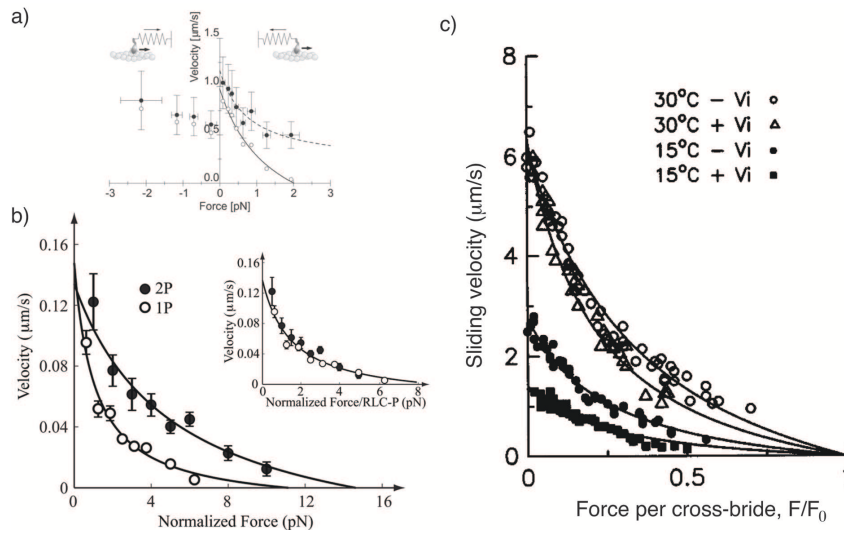 a)
Velocity [µm/s]
1.5
1.0
0.5
0.0
-3 -2 -1 0 1 2 3
Force [pN]
b)
0.16
0.12
0.08
0.04
0
Velocity (µm/s)
2P
1P
0 4 8 12 16
Normalized Force (pN)
0.16
0.12
0.08
0.04
0
Velocity (µm/s)
0 2 4 6 8
Normalized Force/RLC-P (pN)
c)
8
6
4
2
0
Sliding velocity (µm/s)
30°C – Vi
30°C + Vi
15°C – Vi
15°C + Vi
0 0.5 1
Force per cross-bride, F/F0